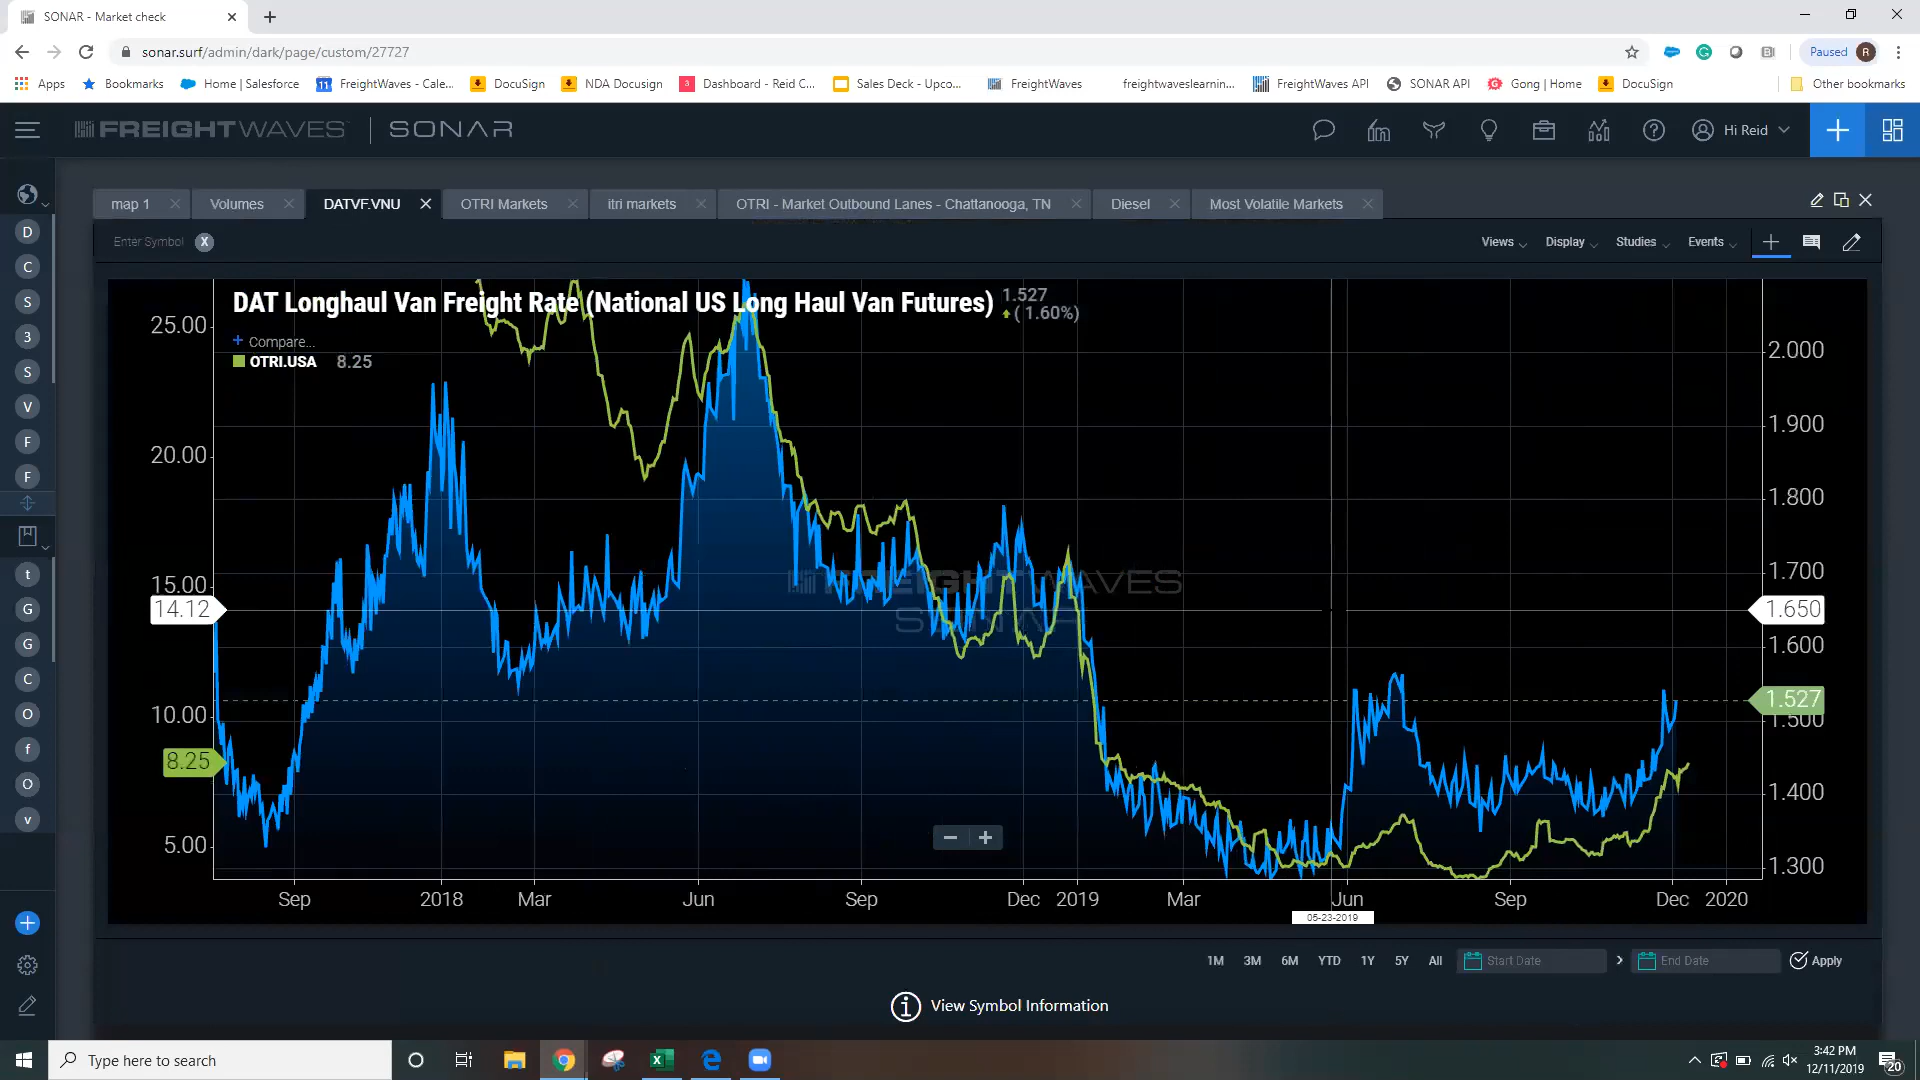 SONAR - Market check
sonar.surf/admin/dark/page/custom/27727
Paused R
Apps Bookmarks Home | Salesforce 11 FreightWaves - Cale... DocuSign NDA Docusign 3 Dashboard - Reid C... Sales Deck - Upco... FreightWaves freightwaveslearnin... FreightWaves API SONAR API Gong | Home DocuSign Other bookmarks
FREIGHTWAVES SONAR Hi Reid
map 1 Volumes DATVF.VNU OTRI Markets itri markets OTRI - Market Outbound Lanes - Chattanooga, TN Diesel Most Volatile Markets
Enter Symbol X Views Display Studies Events
D
C
S
3
S
V
F
F
t
G
G
C
O
f
O
v
DAT Longhaul Van Freight Rate (National US Long Haul Van Futures) 1.527
(1.60%)
+ Compare...
OTRI.USA 8.25
25.00
20.00
15.00
14.12
10.00
8.25
5.00
2.000
1.900
1.800
1.700
1.650
1.600
1.527
1.500
1.400
1.300
FREIGHTWAVES
SONAR
Sep 2018 Mar Jun Sep Dec 2019 Mar Jun Sep Dec 2020
05-23-2019
1M 3M 6M YTD 1Y 5Y All Start Date > End Date Apply
View Symbol Information
Type here to search
3:42 PM
12/11/2019
20